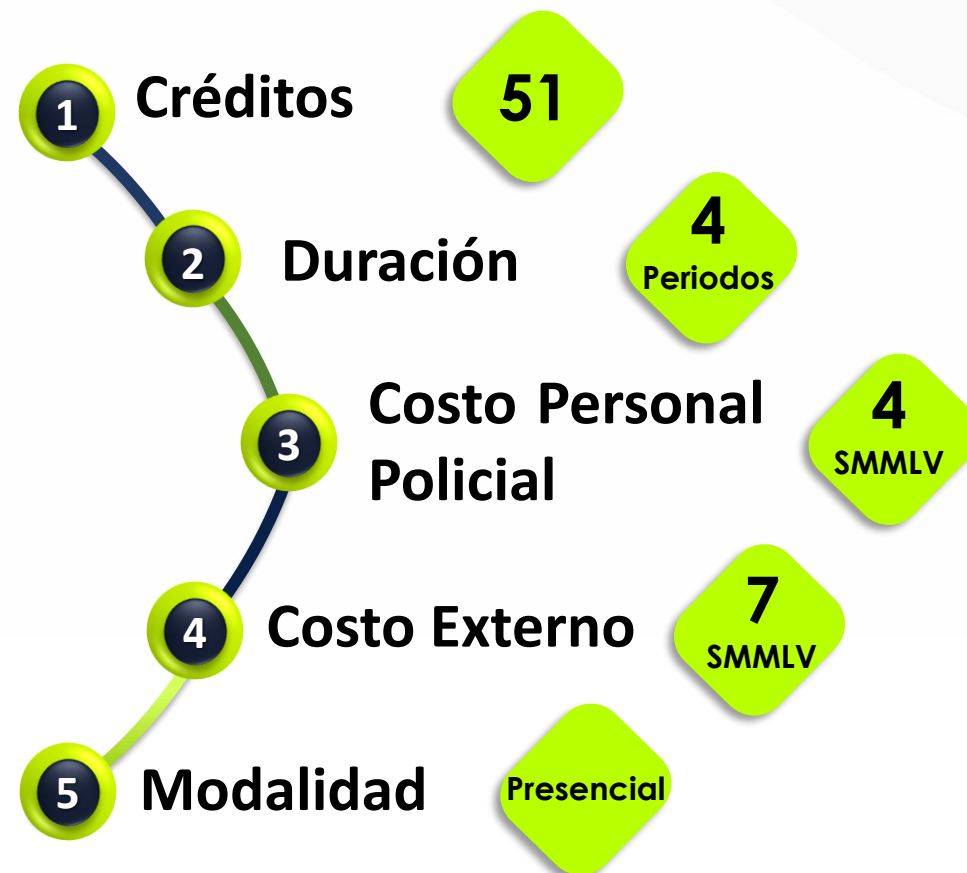 1 Créditos 51
2 Duración 4
Periodos
3 Costo Personal
Policial 4
SMMLV
4 Costo Externo 7
SMMLV
5 Modalidad Presencial